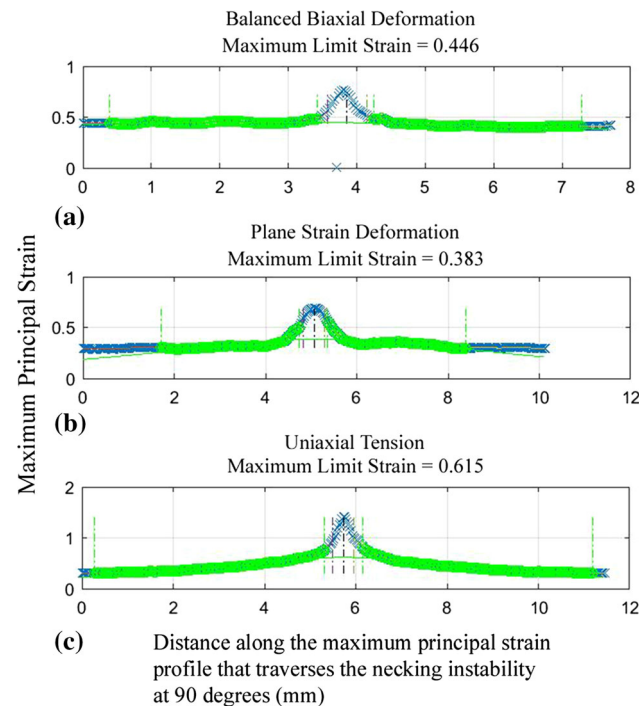 Balanced Biaxial Deformation
Maximum Limit Strain = 0.446
1
0.5
0
0 1 2 3 4 5 6 7 8
(a)
Plane Strain Deformation
Maximum Limit Strain = 0.383
1
0.5
0
0 2 4 6 8 10 12
(b)
Maximum Principal Strain
Uniaxial Tension
Maximum Limit Strain = 0.615
2
1
0
0 2 4 6 8 10 12
(c)
Distance along the maximum principal strain
profile that traverses the necking instability
at 90 degrees (mm)